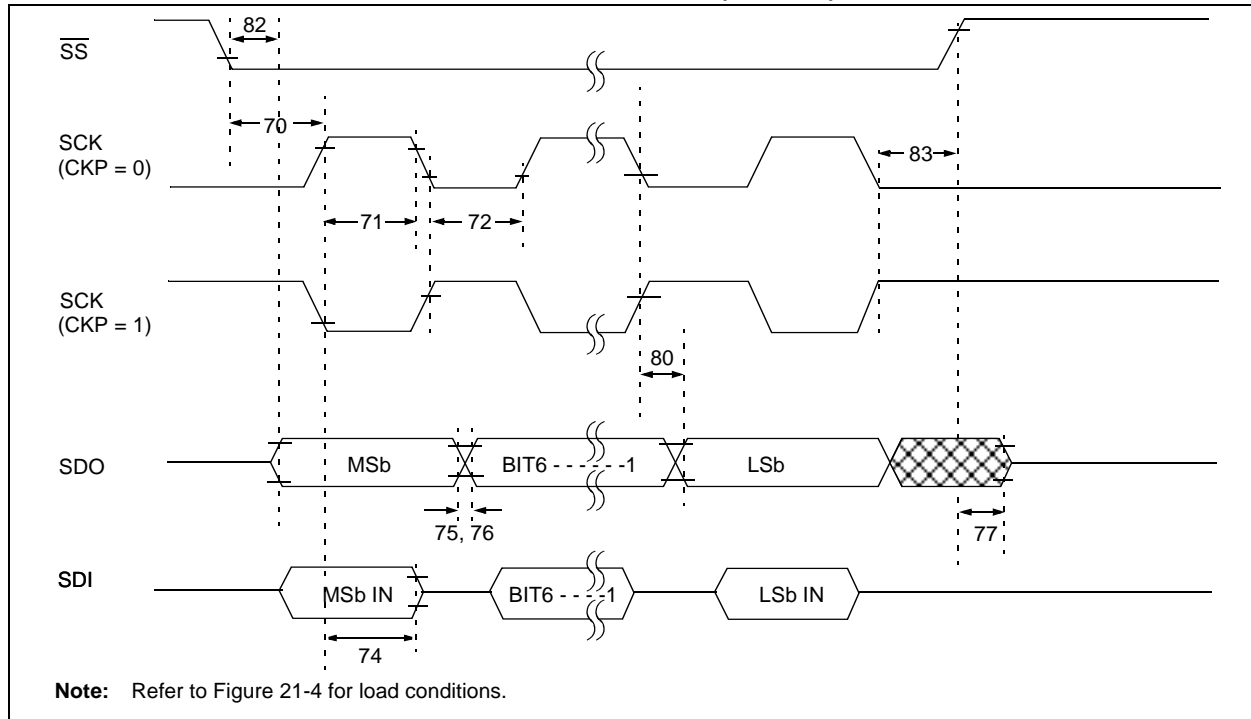 82
SS
70
SCK
(CKP = 0)
83
71
72
SCK
(CKP = 1)
80
SDO
MSb
BIT6 - - - - - -1
LSb
75, 76
77
SDI
MSb IN
BIT6 - - - -1
LSb IN
74
Note: Refer to Figure 21-4 for load conditions.